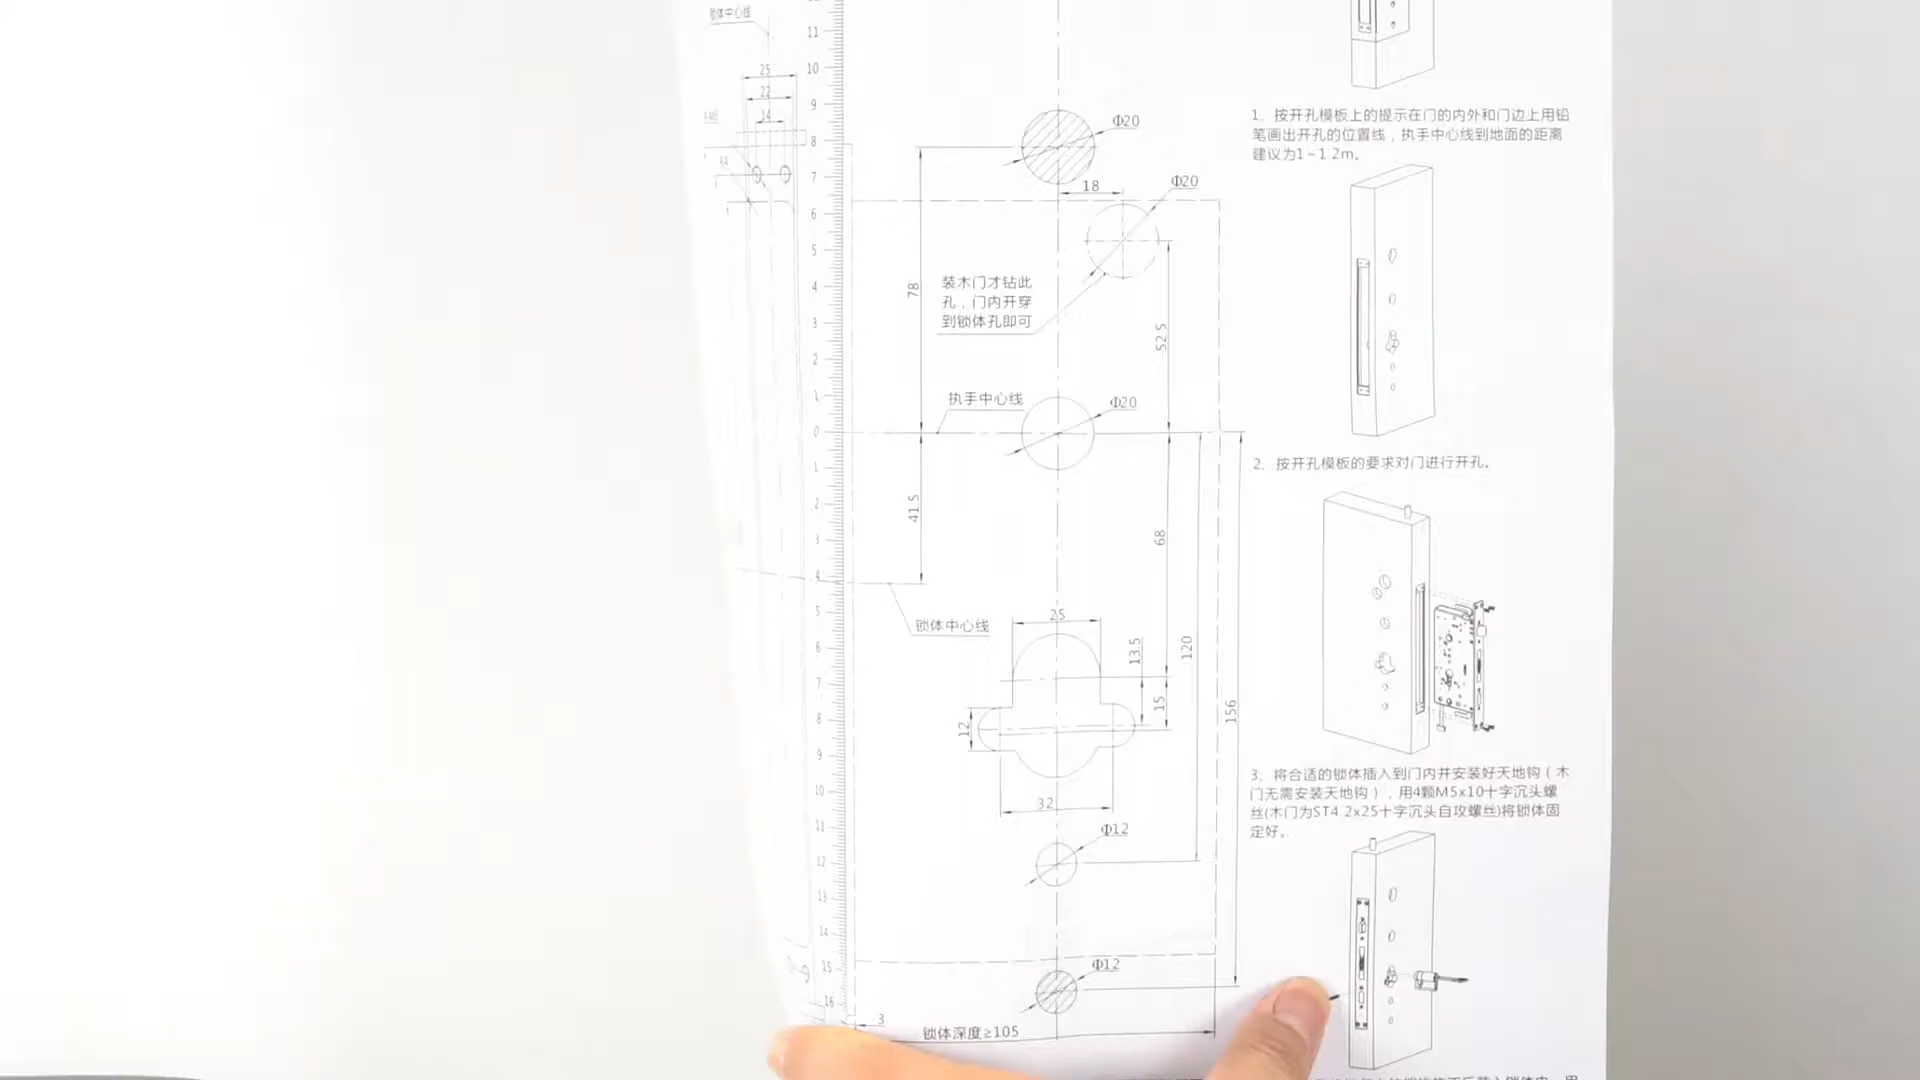 锁体中心线
25
22
14
11
10
9
8
7
6
5
4
3
2
1
0
1
2
3
4
5
6
7
8
9
10
11
12
13
14
15
16
Φ20
18
Φ20
78
装木门才钻此
孔，门内开穿
到锁体孔即可
52.5
执手中心线
Φ20
41.5
68
锁体中心线
25
13.5
120
15
12
156
32
Φ12
Φ12
3
锁体深度≥105
1、按开孔模板上的提示在门的内外和门边上用铅
笔画出开孔的位置线，执手中心线到地面的距离
建议为1~1.2m。
2、按开孔模板的要求对门进行开孔。
3、将合适的锁体插入到门内并安装好天地钩（木
门无需安装天地钩），用4颗M5x10十字沉头螺
丝(木门为ST4.2x25十字沉头自攻螺丝)将锁体固
定好。